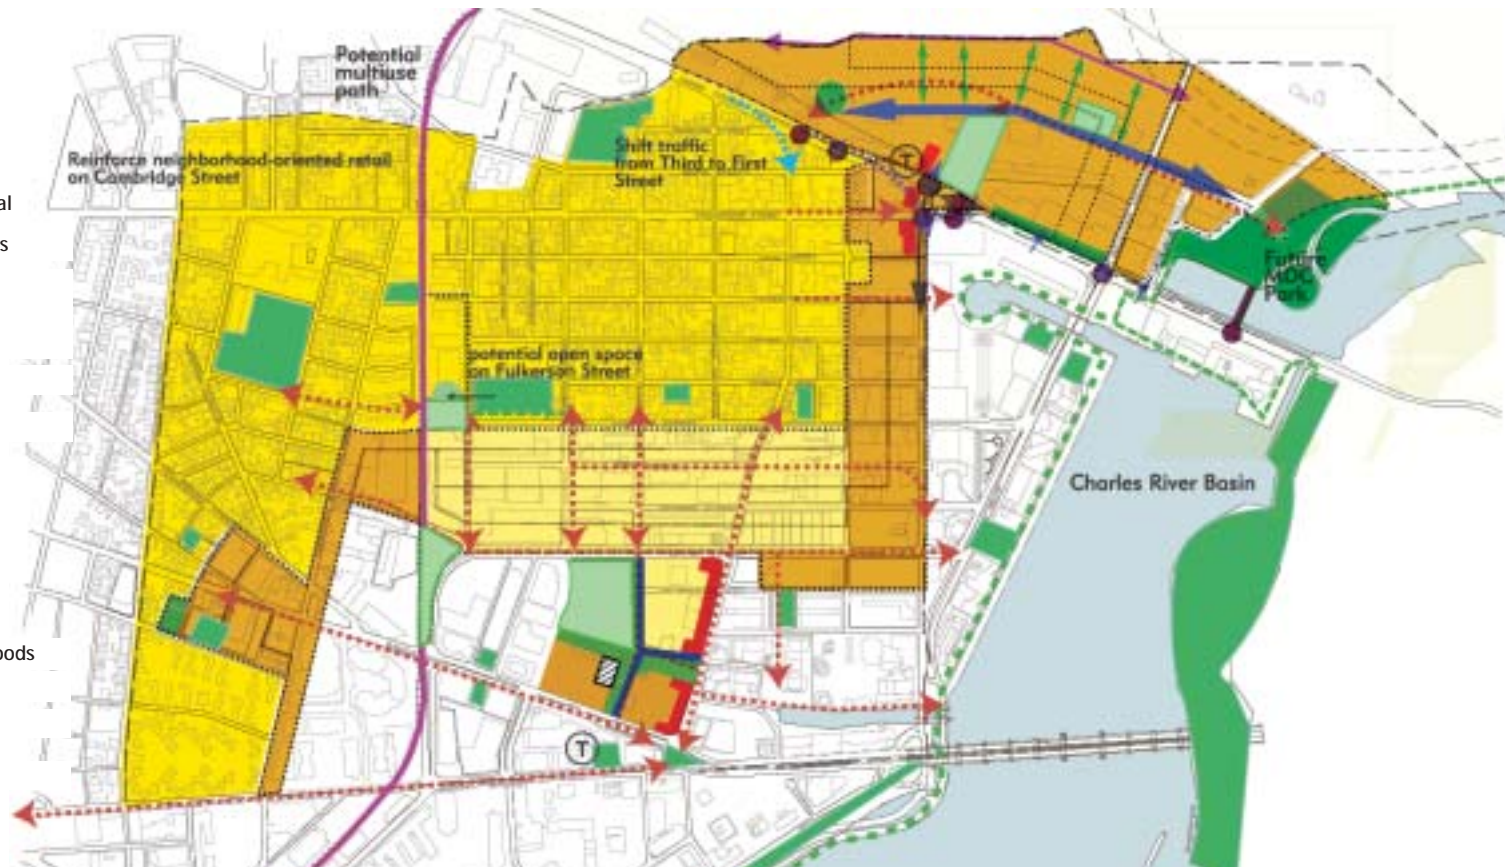 Potential
multiuse
path
Reinforce neighborhood-oriented retail
on Cambridge Street
Shift traffic
from Third to First
Street
T
al
s
Future
MDC
Park
potential open space
on Fulkerson Street
Charles River Basin
oods
T